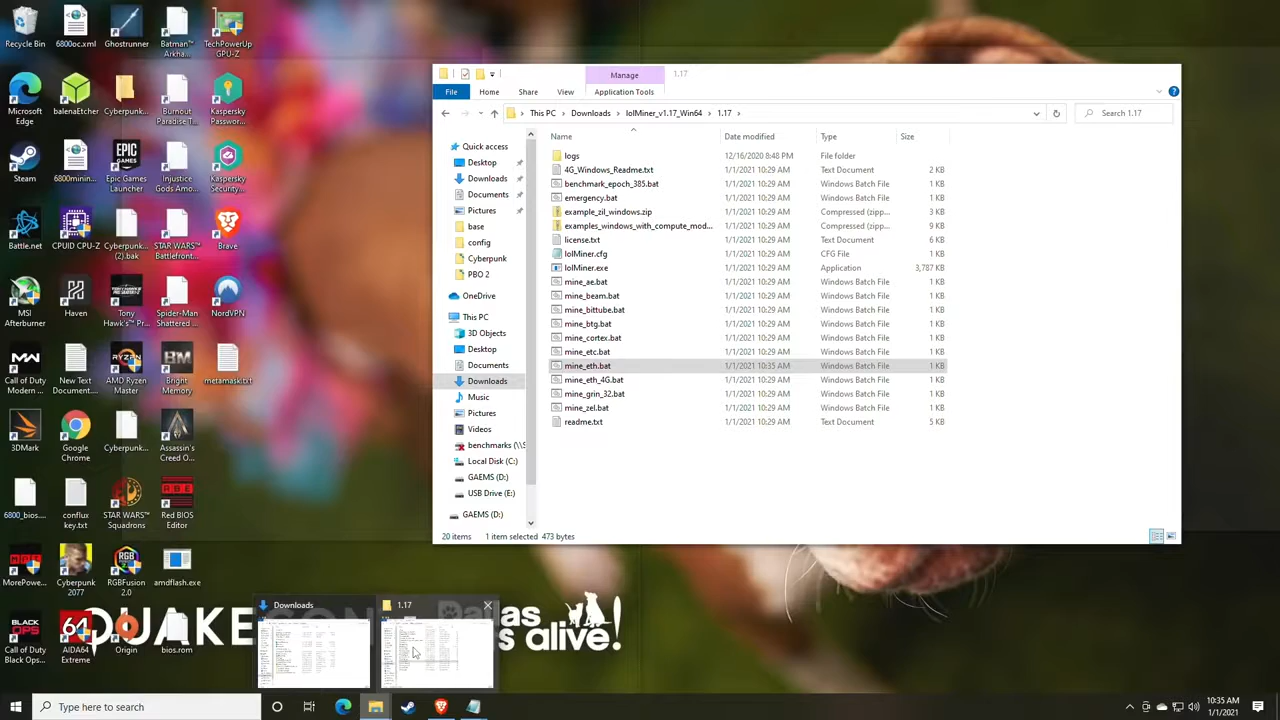 Recycle Bin
6800oc.xml
Ghostrunner
Batman™
Arkha...
TechPowerUp
GPU-Z
Microsoft
Edge
balenaEtcher
Cyberpunk...
Burnout
Paradise T...
Kaspersky
Password...
Steam
6800minin...
Epic Games
Launcher
Injustice
Gods Amo...
Kaspersky
Security...
Battle.net
CPUID CPU-Z
Cyberpunk...
(2).bak
STAR WARS™
Battlefront...
Brave
MSI
Afterburner
Haven
Tony
Hawk's™ Pr...
Spider-Man
Shattered ...
NordVPN
Call of Duty
Modern ...
New Text
Document...
AMD Ryzen
Master
Bright
Memory
metamask.txt
3DMark
Google
Chrome
Cyberpunk...
Assassin's
Creed O...
6800_bios...
conflux
key.txt
STAR WARS™
Squadrons
Red BIOS
Editor
MorePowe...
Cyberpunk
2077
RGBFusion
2.0
amdflash.exe
bios.rom
Manage
1.17
File
Home
Share
View
Application Tools
This PC
Downloads
lolMiner_v1.17_Win64
1.17
Search 1.17
Name
Date modified
Type
Size
Quick access
Desktop
Downloads
Documents
Pictures
base
config
Cyberpunk
PBO 2
OneDrive
This PC
3D Objects
Desktop
Documents
Downloads
Music
Pictures
Videos
benchmarks (\\S
Local Disk (C:)
GAEMS (D:)
USB Drive (E:)
GAEMS (D:)
logs 12/16/2020 8:48 PM File folder
4G_Windows_Readme.txt 1/1/2021 10:29 AM Text Document 2 KB
benchmark_epoch_385.bat 1/1/2021 10:29 AM Windows Batch File 1 KB
emergency.bat 1/1/2021 10:29 AM Windows Batch File 1 KB
example_zil_windows.zip 1/1/2021 10:29 AM Compressed (zipp... 3 KB
examples_windows_with_compute_mod... 1/1/2021 10:29 AM Compressed (zipp... 9 KB
license.txt 1/1/2021 10:29 AM Text Document 6 KB
lolMiner.cfg 1/1/2021 10:29 AM CFG File 1 KB
lolMiner.exe 1/1/2021 10:29 AM Application 3,787 KB
mine_ae.bat 1/1/2021 10:29 AM Windows Batch File 1 KB
mine_beam.bat 1/1/2021 10:29 AM Windows Batch File 1 KB
mine_bittube.bat 1/1/2021 10:29 AM Windows Batch File 1 KB
mine_btg.bat 1/1/2021 10:29 AM Windows Batch File 1 KB
mine_cortex.bat 1/1/2021 10:29 AM Windows Batch File 1 KB
mine_etc.bat 1/1/2021 10:29 AM Windows Batch File 1 KB
mine_eth.bat 1/1/2021 10:35 AM Windows Batch File 1 KB
mine_eth_4G.bat 1/1/2021 10:29 AM Windows Batch File 1 KB
mine_grin_32.bat 1/1/2021 10:29 AM Windows Batch File 1 KB
mine_zel.bat 1/1/2021 10:29 AM Windows Batch File 1 KB
readme.txt 1/1/2021 10:29 AM Text Document 5 KB
20 items
1 item selected 473 bytes
Downloads
1.17
Type here to search
10:35 AM
1/1/2021